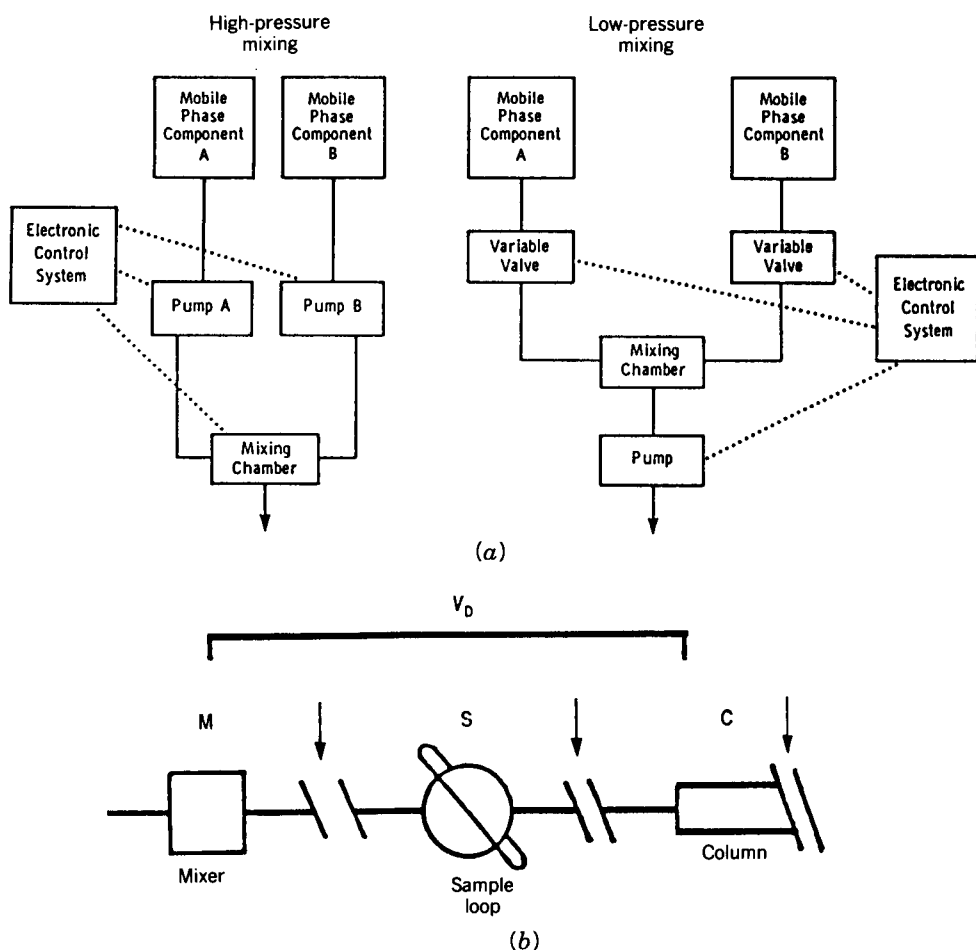 High-pressure
mixing
Low-pressure
mixing
Mobile
Phase
Component
A
Mobile
Phase
Component
B
Electronic
Control
System
Pump A
Pump B
Mixing
Chamber
Mobile
Phase
Component
A
Mobile
Phase
Component
B
Variable
Valve
Variable
Valve
Electronic
Control
System
Mixing
Chamber
Pump
(a)
V_D
M
S
C
Mixer
Sample
loop
Column
(b)